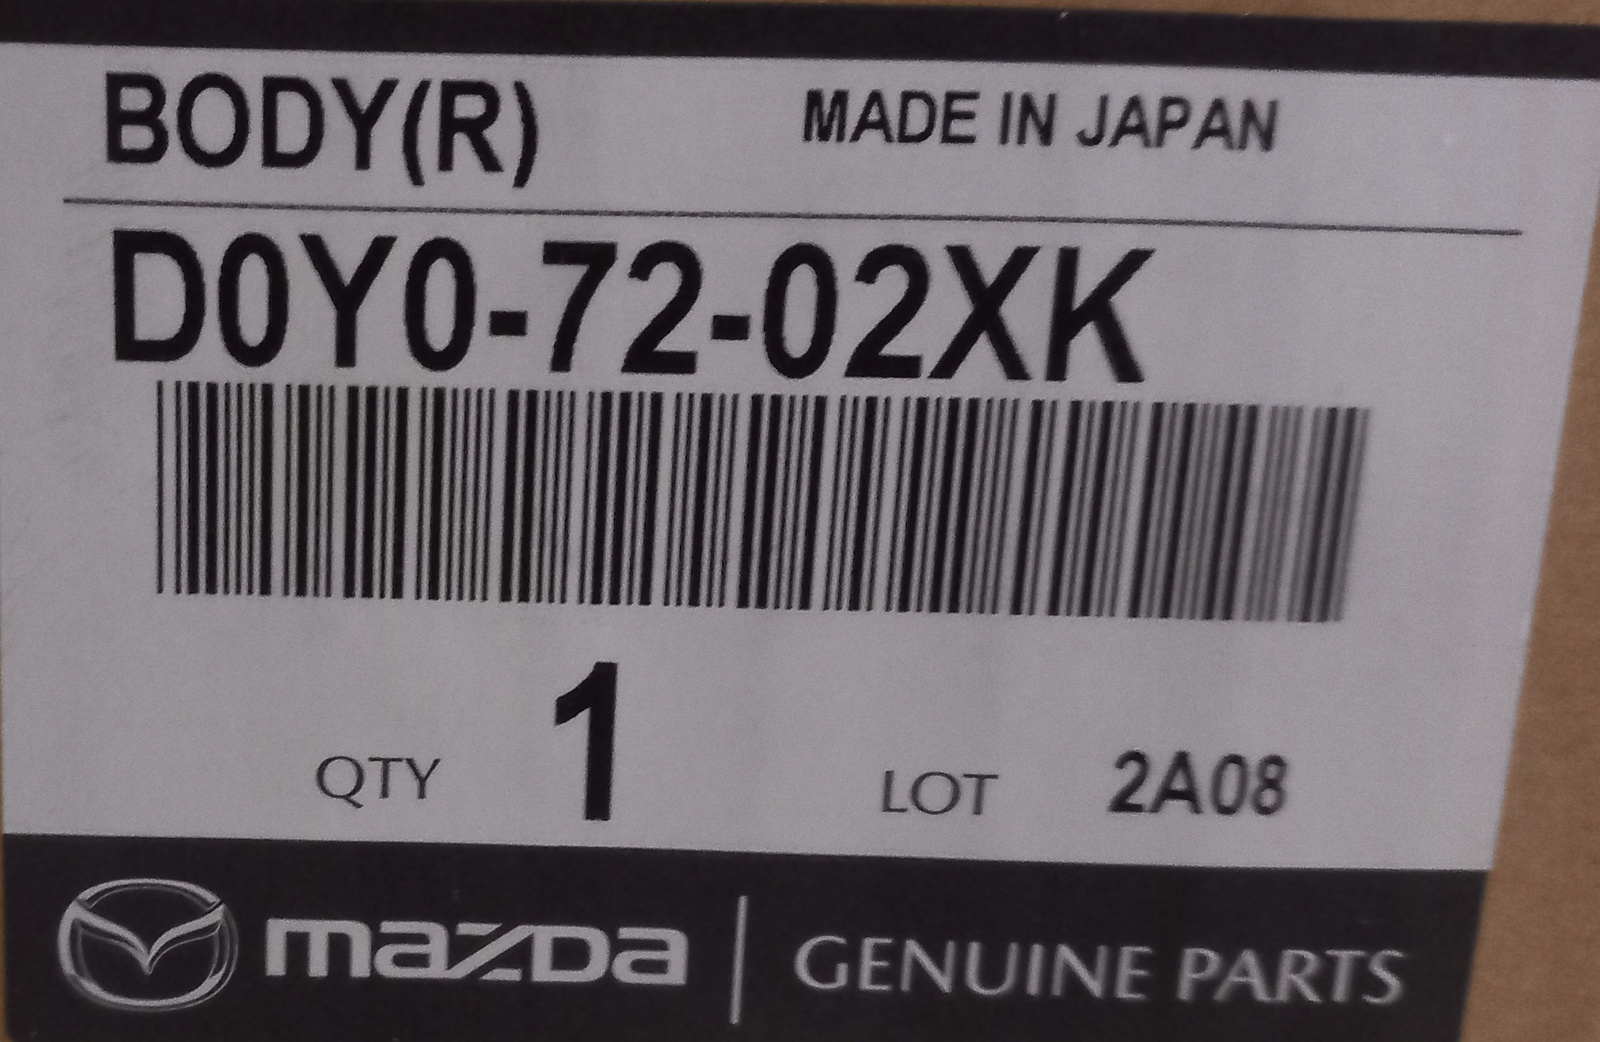 BODY(R) MADE IN JAPAN
D0Y0-72-02XK
QTY 1 LOT 2A08
mazda | GENUINE PARTS